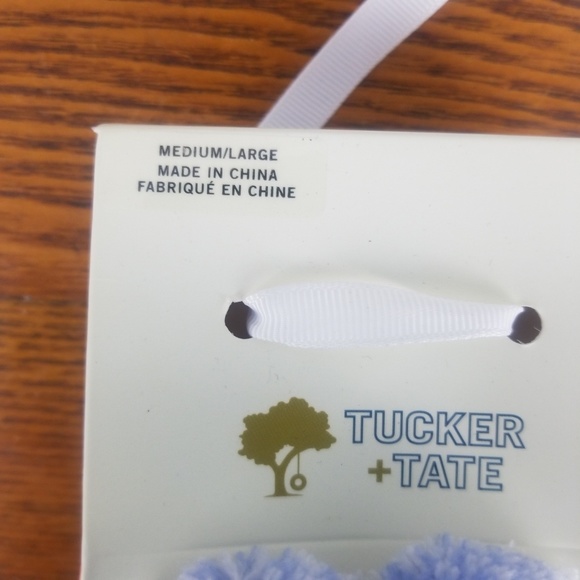 MEDIUM/LARGE
MADE IN CHINA
FABRIQUÉ EN CHINE
TUCKER
+TATE